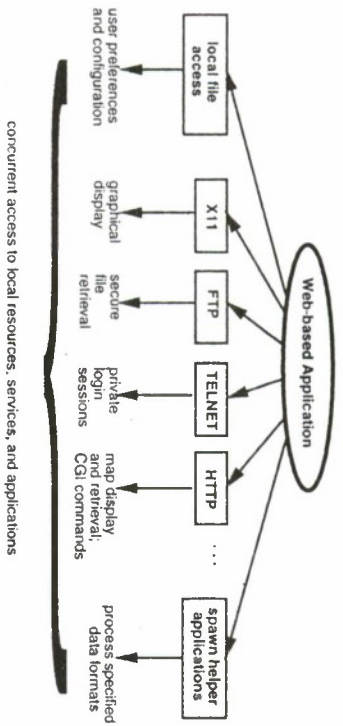 Web-based Application
local file
access
X11
FTP
TELNET
HTTP
...
spawn helper
applications
user preferences
and configuration
graphical
display
secure
file
retrieval
private
login
sessions
map display
and retrieval;
CGI commands
process specified
data formats
concurrent access to local resources, services, and applications